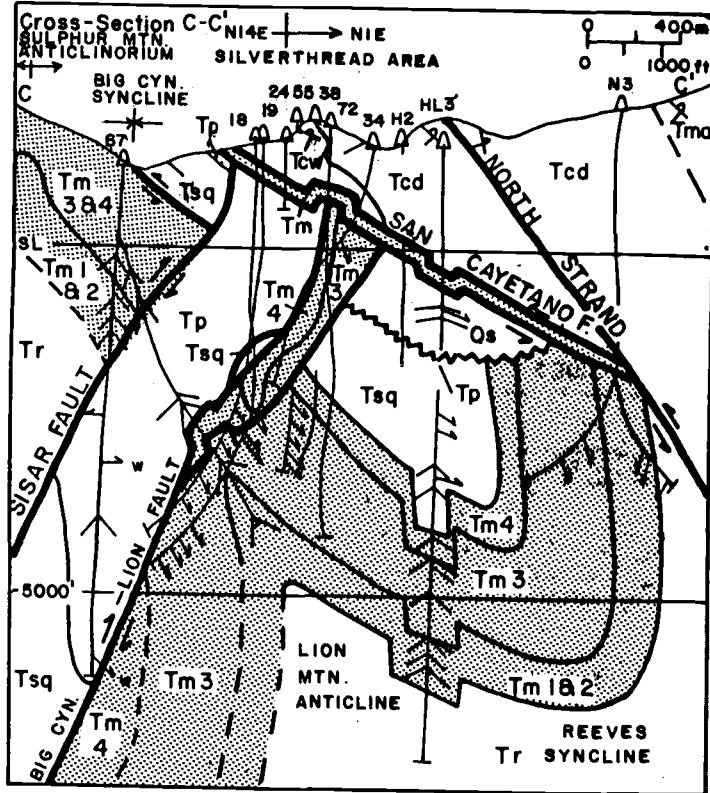 Cross-Section C-C' N14E N1E
SULPHUR MTN.
ANTICLINORIUM
SILVERTHREAD AREA
0 400m
0 1000ft
C
BIG CYN.
SYNCLINE
C'
67
18
19
24
55
38
72
34
H2
HL3
N3
Tp
Tcw
Tcd
Tcd
Tma
Tm
3&4
Tsq
Tm
SAN CAYETANO F.
NORTH STRAND
SL
Tm 1
&2
Tm
3
Tm
4
Tr
Tp
Tsq
Qs
Tsq
Tp
SISAR FAULT
w
LION FAULT
Tm4
Tm 3
5000'
Tsq
w
BIG CYN.
Tm
4
Tm3
LION
MTN.
ANTICLINE
Tm 1&2
REEVES
SYNCLINE
Tr